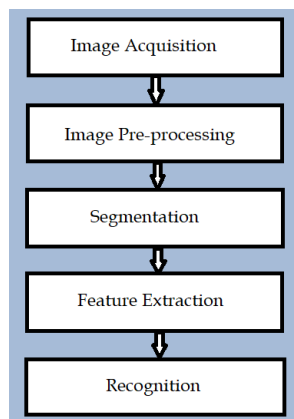 Image Acquisition
Image Pre-processing
Segmentation
Feature Extraction
Recognition